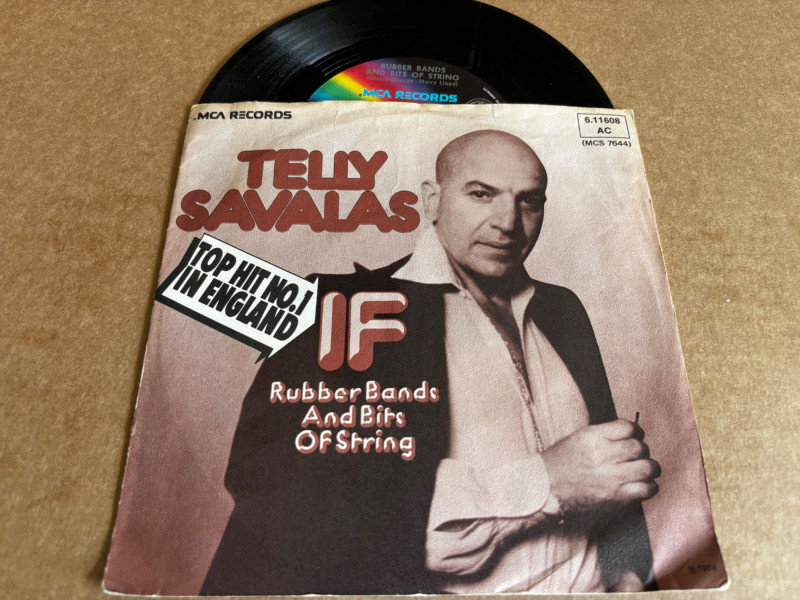 RUBBER BANDS
AND BITS OF STRING
MCA RECORDS
.MCA RECORDS
6.11608
AC
(MCS 7644)
TELLY
SAVALAS
TOP HIT NO.1
IN ENGLAND
IF
Rubber Bands
And Bits
Of String